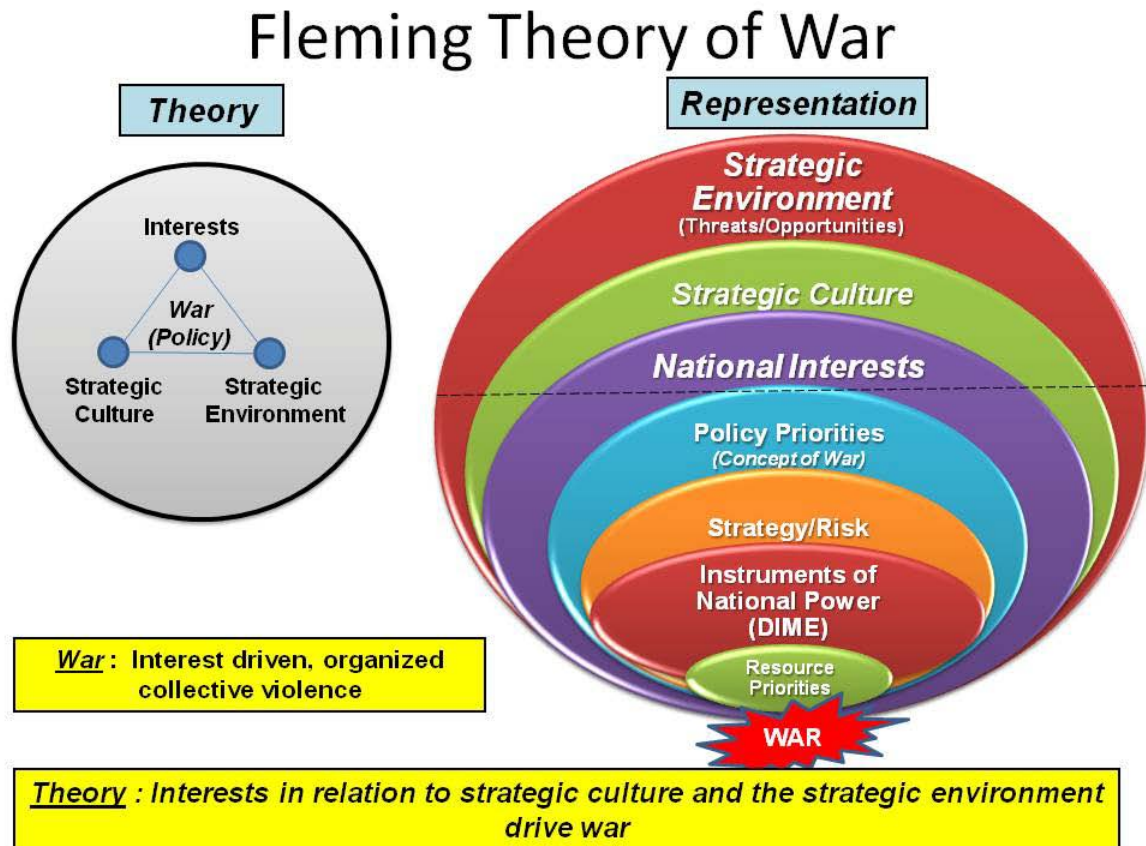 Fleming Theory of War
Theory
Representation
Interests
War
(Policy)
Strategic
Culture
Strategic
Environment
Strategic
Environment
(Threats/Opportunities)
Strategic Culture
National Interests
Policy Priorities
(Concept of War)
Strategy/Risk
Instruments of
National Power
(DIME)
Resource
Priorities
WAR
War : Interest driven, organized
collective violence
Theory : Interests in relation to strategic culture and the strategic environment
drive war